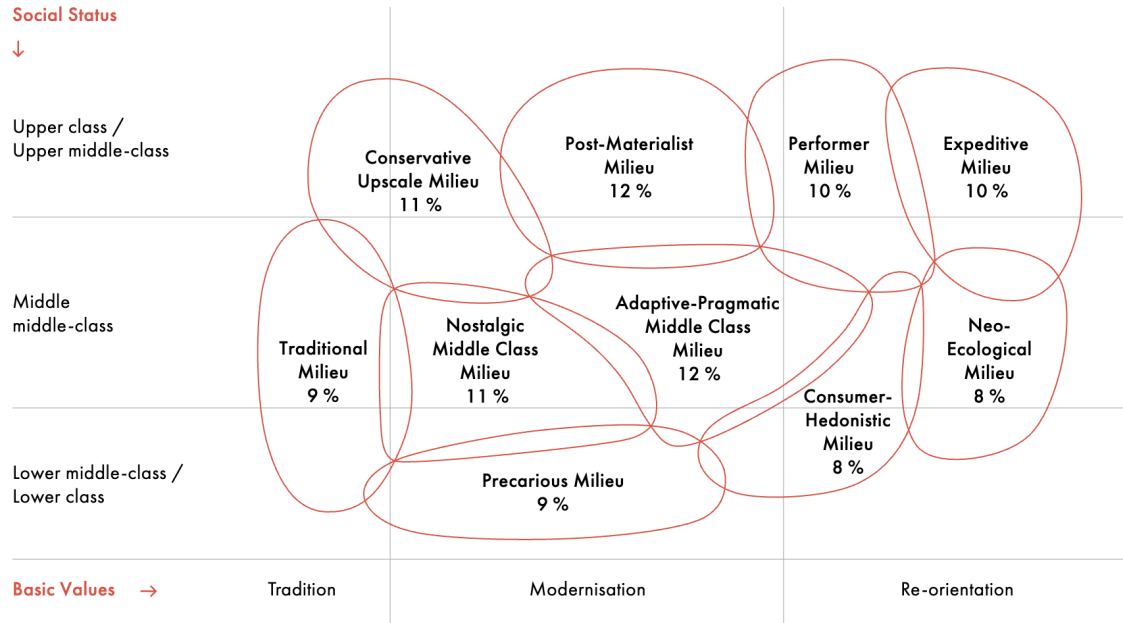 Social Status
↓
Upper class /
Upper middle-class
Conservative
Upscale Milieu
11 %
Post-Materialist
Milieu
12 %
Performer
Milieu
10 %
Expeditive
Milieu
10 %
Middle
middle-class
Traditional
Milieu
9 %
Nostalgic
Middle Class
Milieu
11 %
Adaptive-Pragmatic
Middle Class
Milieu
12 %
Consumer-
Hedonistic
Milieu
8 %
Neo-
Ecological
Milieu
8 %
Lower middle-class /
Lower class
Precarious Milieu
9 %
Basic Values →
Tradition
Modernisation
Re-orientation